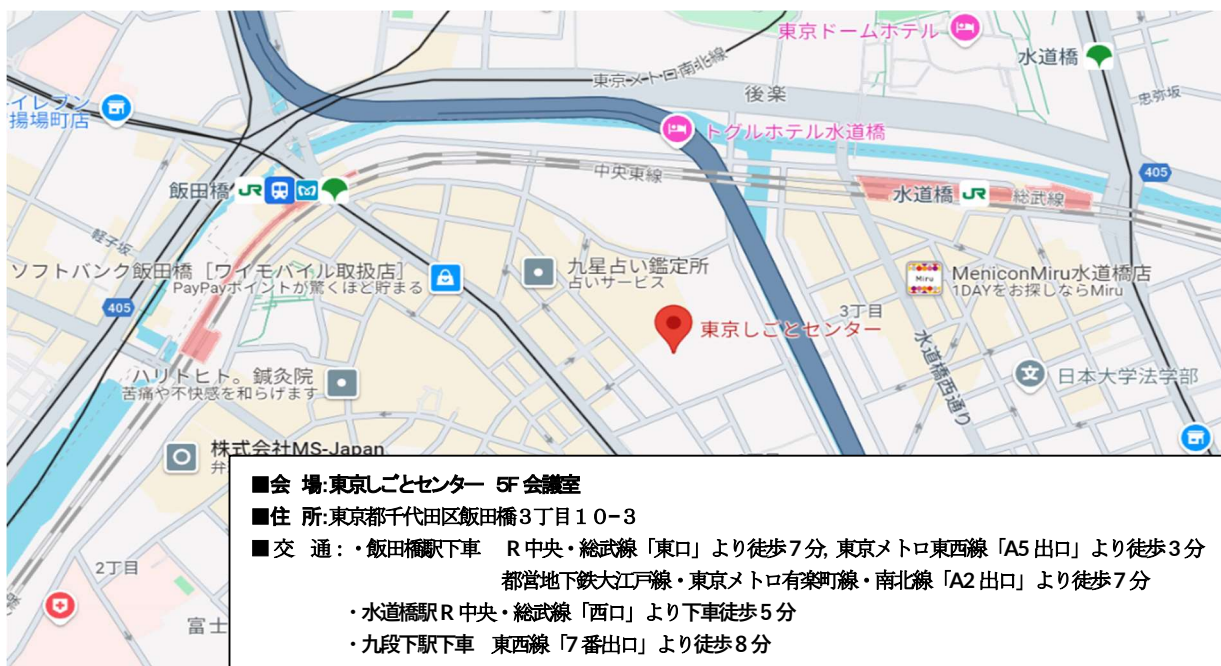 東京ドームホテル
水道橋
東京メトロ南北線
後楽
忠弥坂
イレブン
揚場町店
トグルホテル水道橋
中央東線
405
飯田橋 JR
水道橋 JR
総武線
軽子坂
ソフトバンク飯田橋［ワイモバイル取扱店］
PayPayポイントが驚くほど貯まる
九星占い鑑定所
占いサービス
Miru
MeniconMiru水道橋店
1DAYをお探しならMiru
405
3丁目
東京しごとセンター
水道橋西通り
文
日本大学法学部
ハリトヒト。鍼灸院
苦痛や不快感を和らげます
株式会社MS-Japan
弁
2丁目
富士
■会 場:東京しごとセンター 5F 会議室
■住 所:東京都千代田区飯田橋３丁目１０−３
■交 通：・飯田橋駅下車 R 中央・総武線「東口」より徒歩７分, 東京メトロ東西線「A5 出口」より徒歩３分
都営地下鉄大江戸線・東京メトロ有楽町線・南北線「A2 出口」より徒歩７分
・水道橋駅 R 中央・総武線「西口」より下車徒歩５分
・九段下駅下車 東西線「7 番出口」より徒歩８分